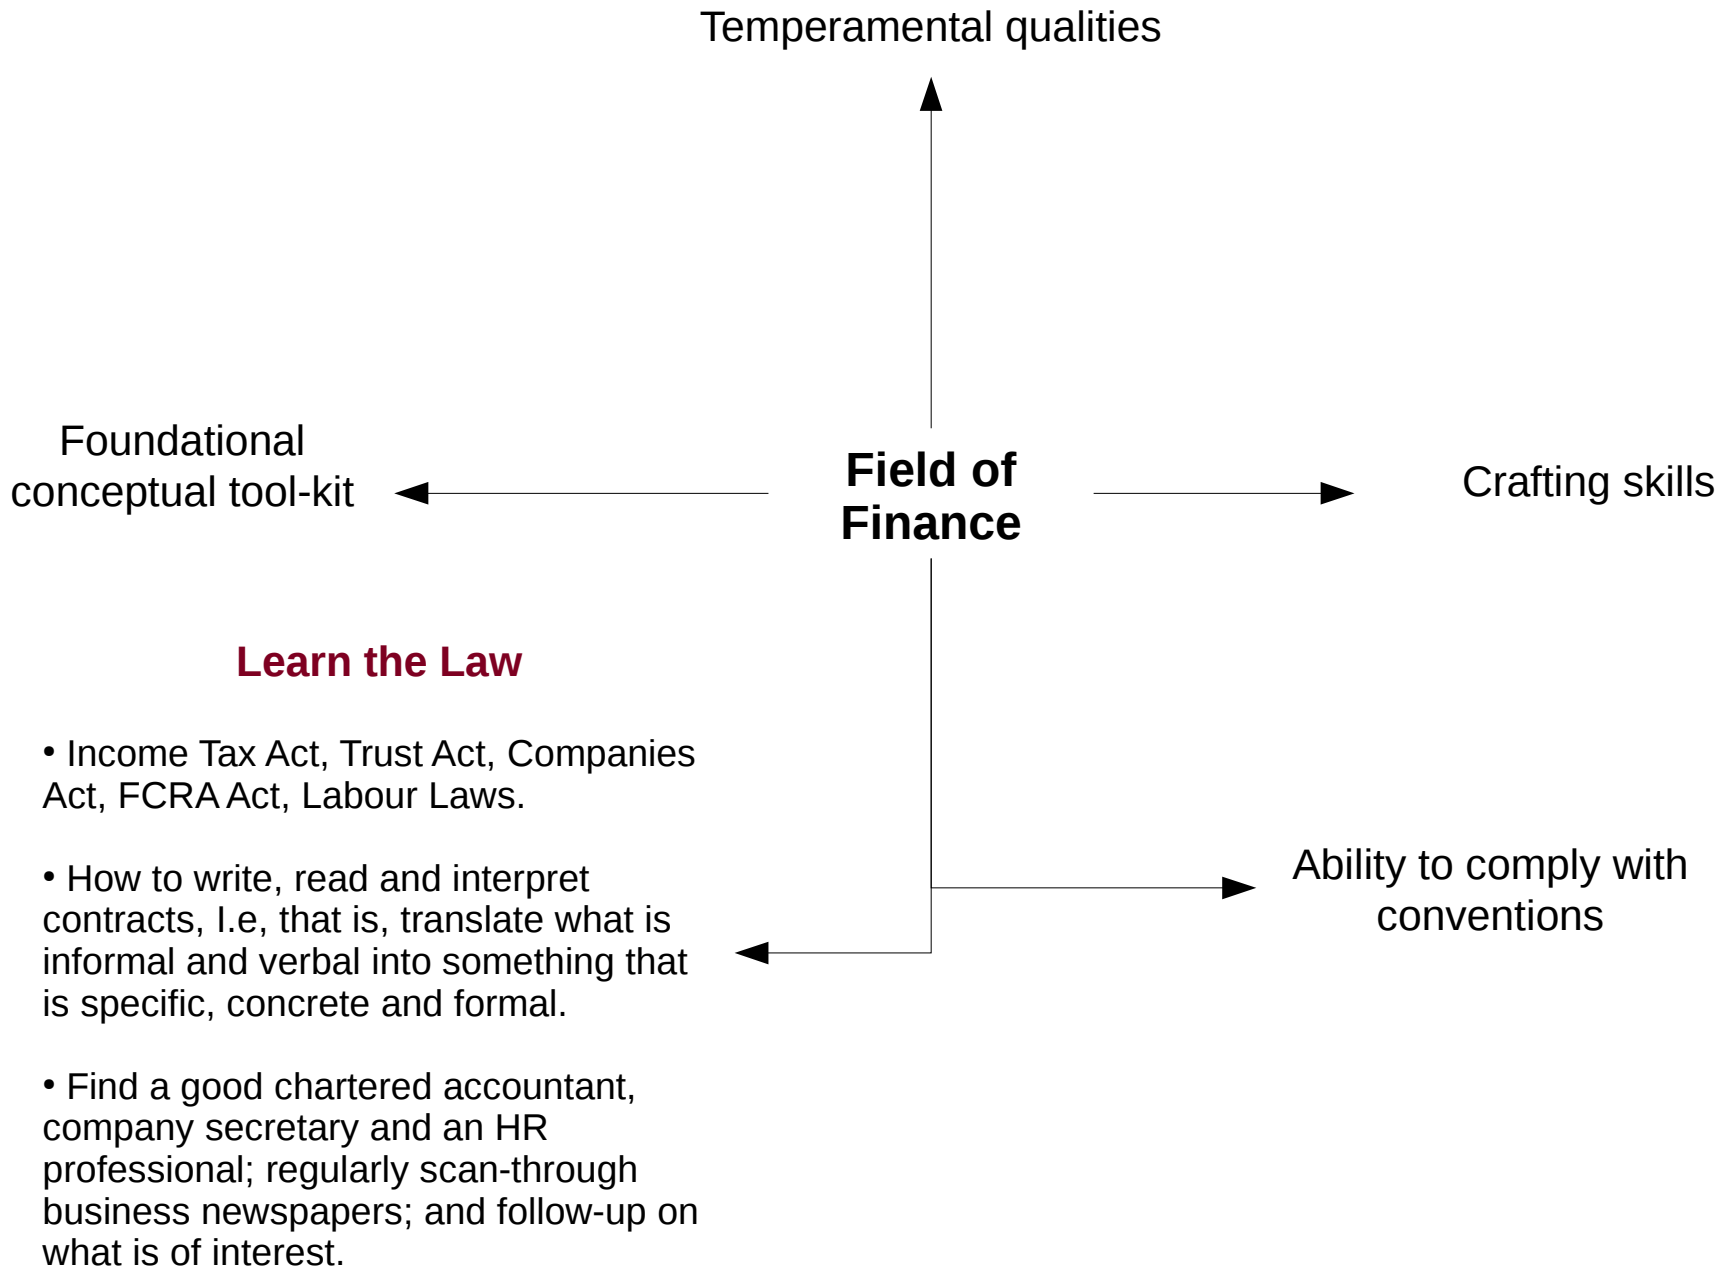 Temperamental qualities
Foundational
conceptual tool-kit
Field of
Finance
Crafting skills
Learn the Law
• Income Tax Act, Trust Act, Companies
Act, FCRA Act, Labour Laws.
• How to write, read and interpret
contracts, I.e, that is, translate what is
informal and verbal into something that
is specific, concrete and formal.
• Find a good chartered accountant,
company secretary and an HR
professional; regularly scan-through
business newspapers; and follow-up on
what is of interest.
Ability to comply with
conventions